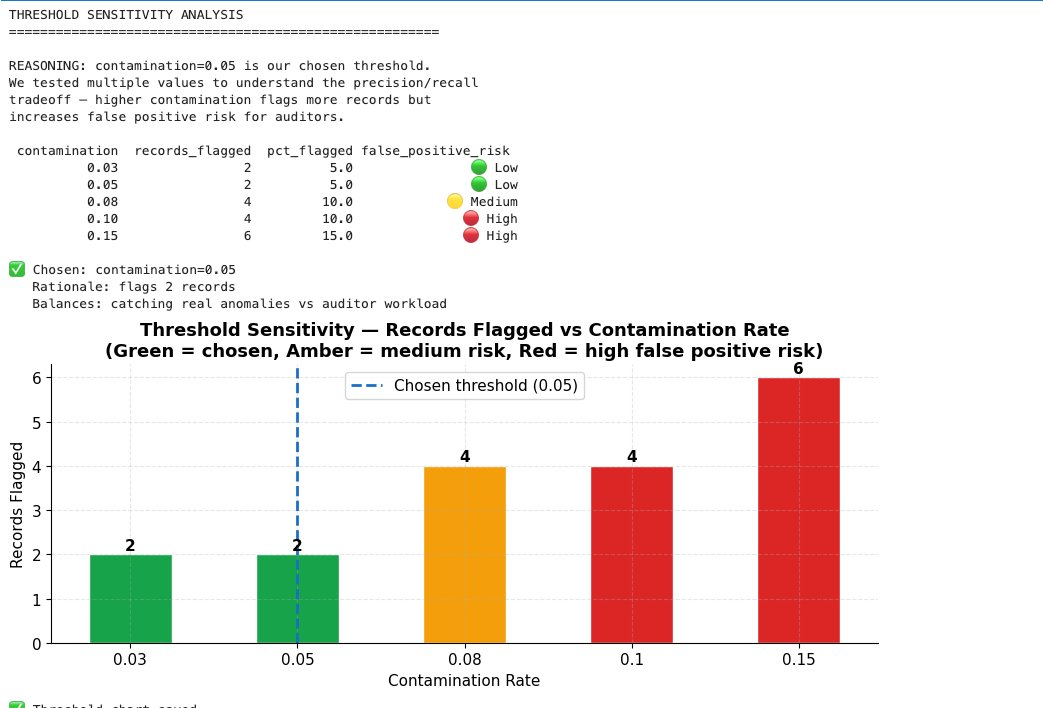 THRESHOLD SENSITIVITY ANALYSIS
=======================================================
REASONING: contamination=0.05 is our chosen threshold.
We tested multiple values to understand the precision/recall
tradeoff — higher contamination flags more records but
increases false positive risk for auditors.
contamination records_flagged pct_flagged false_positive_risk
0.03 2 5.0 🟢 Low
0.05 2 5.0 🟢 Low
0.08 4 10.0 🟡 Medium
0.10 4 10.0 🔴 High
0.15 6 15.0 🔴 High
✅ Chosen: contamination=0.05
Rationale: flags 2 records
Balances: catching real anomalies vs auditor workload
Threshold Sensitivity — Records Flagged vs Contamination Rate
(Green = chosen, Amber = medium risk, Red = high false positive risk)
Chosen threshold (0.05)
Records Flagged
6
5
4
3
2
1
0
2
2
4
4
6
0.03
0.05
0.08
0.1
0.15
Contamination Rate
✅ Threshold chart saved